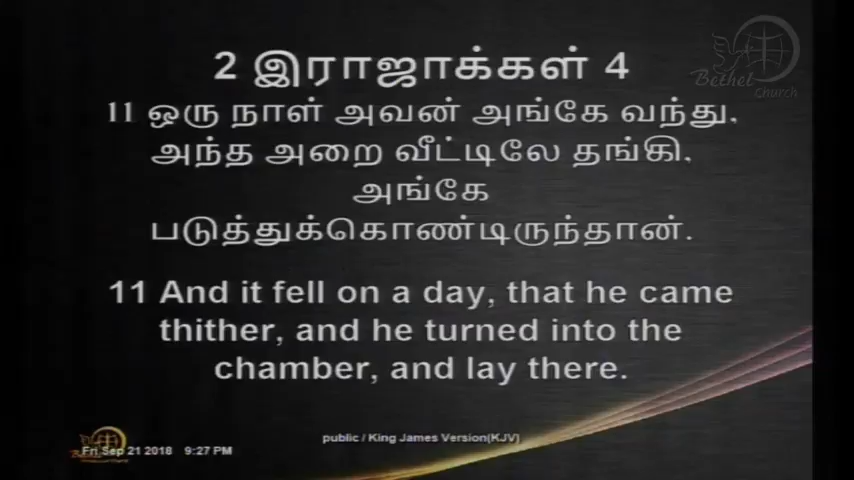 Bethel
Church
2 இராஜாக்கள் 4
11 ஒரு நாள் அவன் அங்கே வந்து,
அந்த அறை வீட்டிலே தங்கி,
அங்கே
படுத்துக்கொண்டிருந்தான்.
11 And it fell on a day, that he came
thither, and he turned into the
chamber, and lay there.
public / King James Version(KJV)
Fri Sep 21 2018 9:27 PM